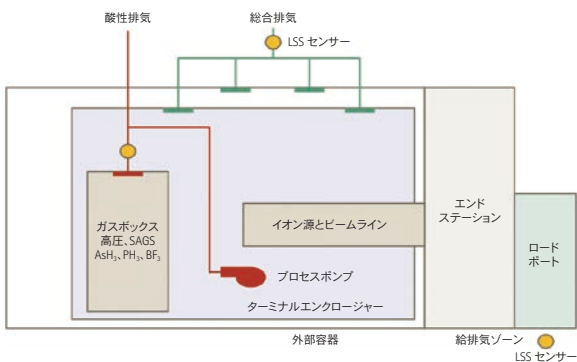 酸性排気
総合排気
LSS センサー
ガスボックス
高圧、SAGS
AsH₃、PH₃、BF₃
イオン源とビームライン
エンド
ステーション
ロード
ポート
プロセスポンプ
ターミナルエンクロージャー
外部容器
給排気ゾーン
LSS センサー